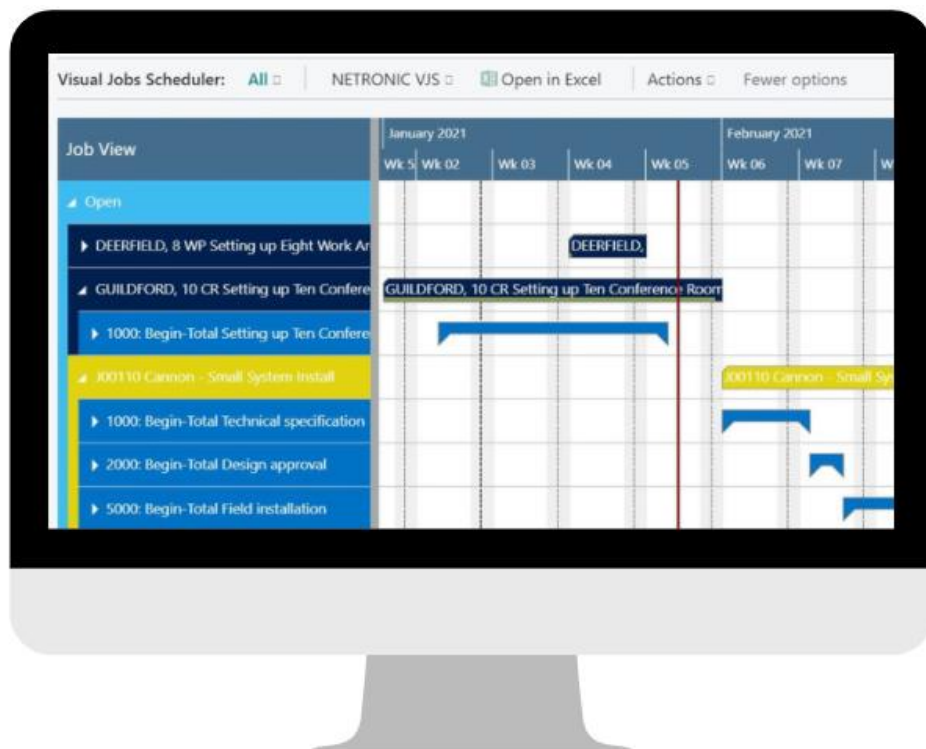 Visual Jobs Scheduler: All NETRONIC VJS Open in Excel Actions Fewer options
Job View
January 2021 February 2021
Wk 5 Wk 02 Wk 03 Wk 04 Wk 05 Wk 06 Wk 07 W
Open
DEERFIELD, 8 WP Setting up Eight Work Ar DEERFIELD,
GUILDFORD, 10 CR Setting up Ten Confere GUILDFORD, 10 CR Setting up Ten Conference Room
1000: Begin-Total Setting up Ten Confere
J00110 Cannon - Small System Install J00110 Cannon - Small Sy
1000: Begin-Total Technical specification
2000: Begin-Total Design approval
5000: Begin-Total Field installation